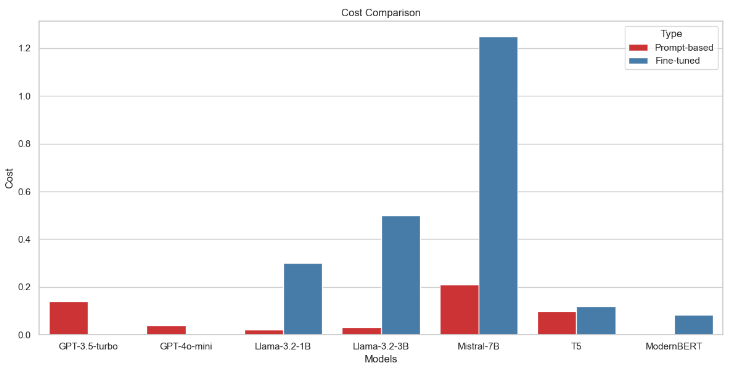 Cost Comparison
Type
Prompt-based
Fine-tuned
Cost
1.2
1.0
0.8
0.6
0.4
0.2
0.0
GPT-3.5-turbo GPT-4o-mini Llama-3.2-1B Llama-3.2-3B Mistral-7B T5 ModernBERT
Models